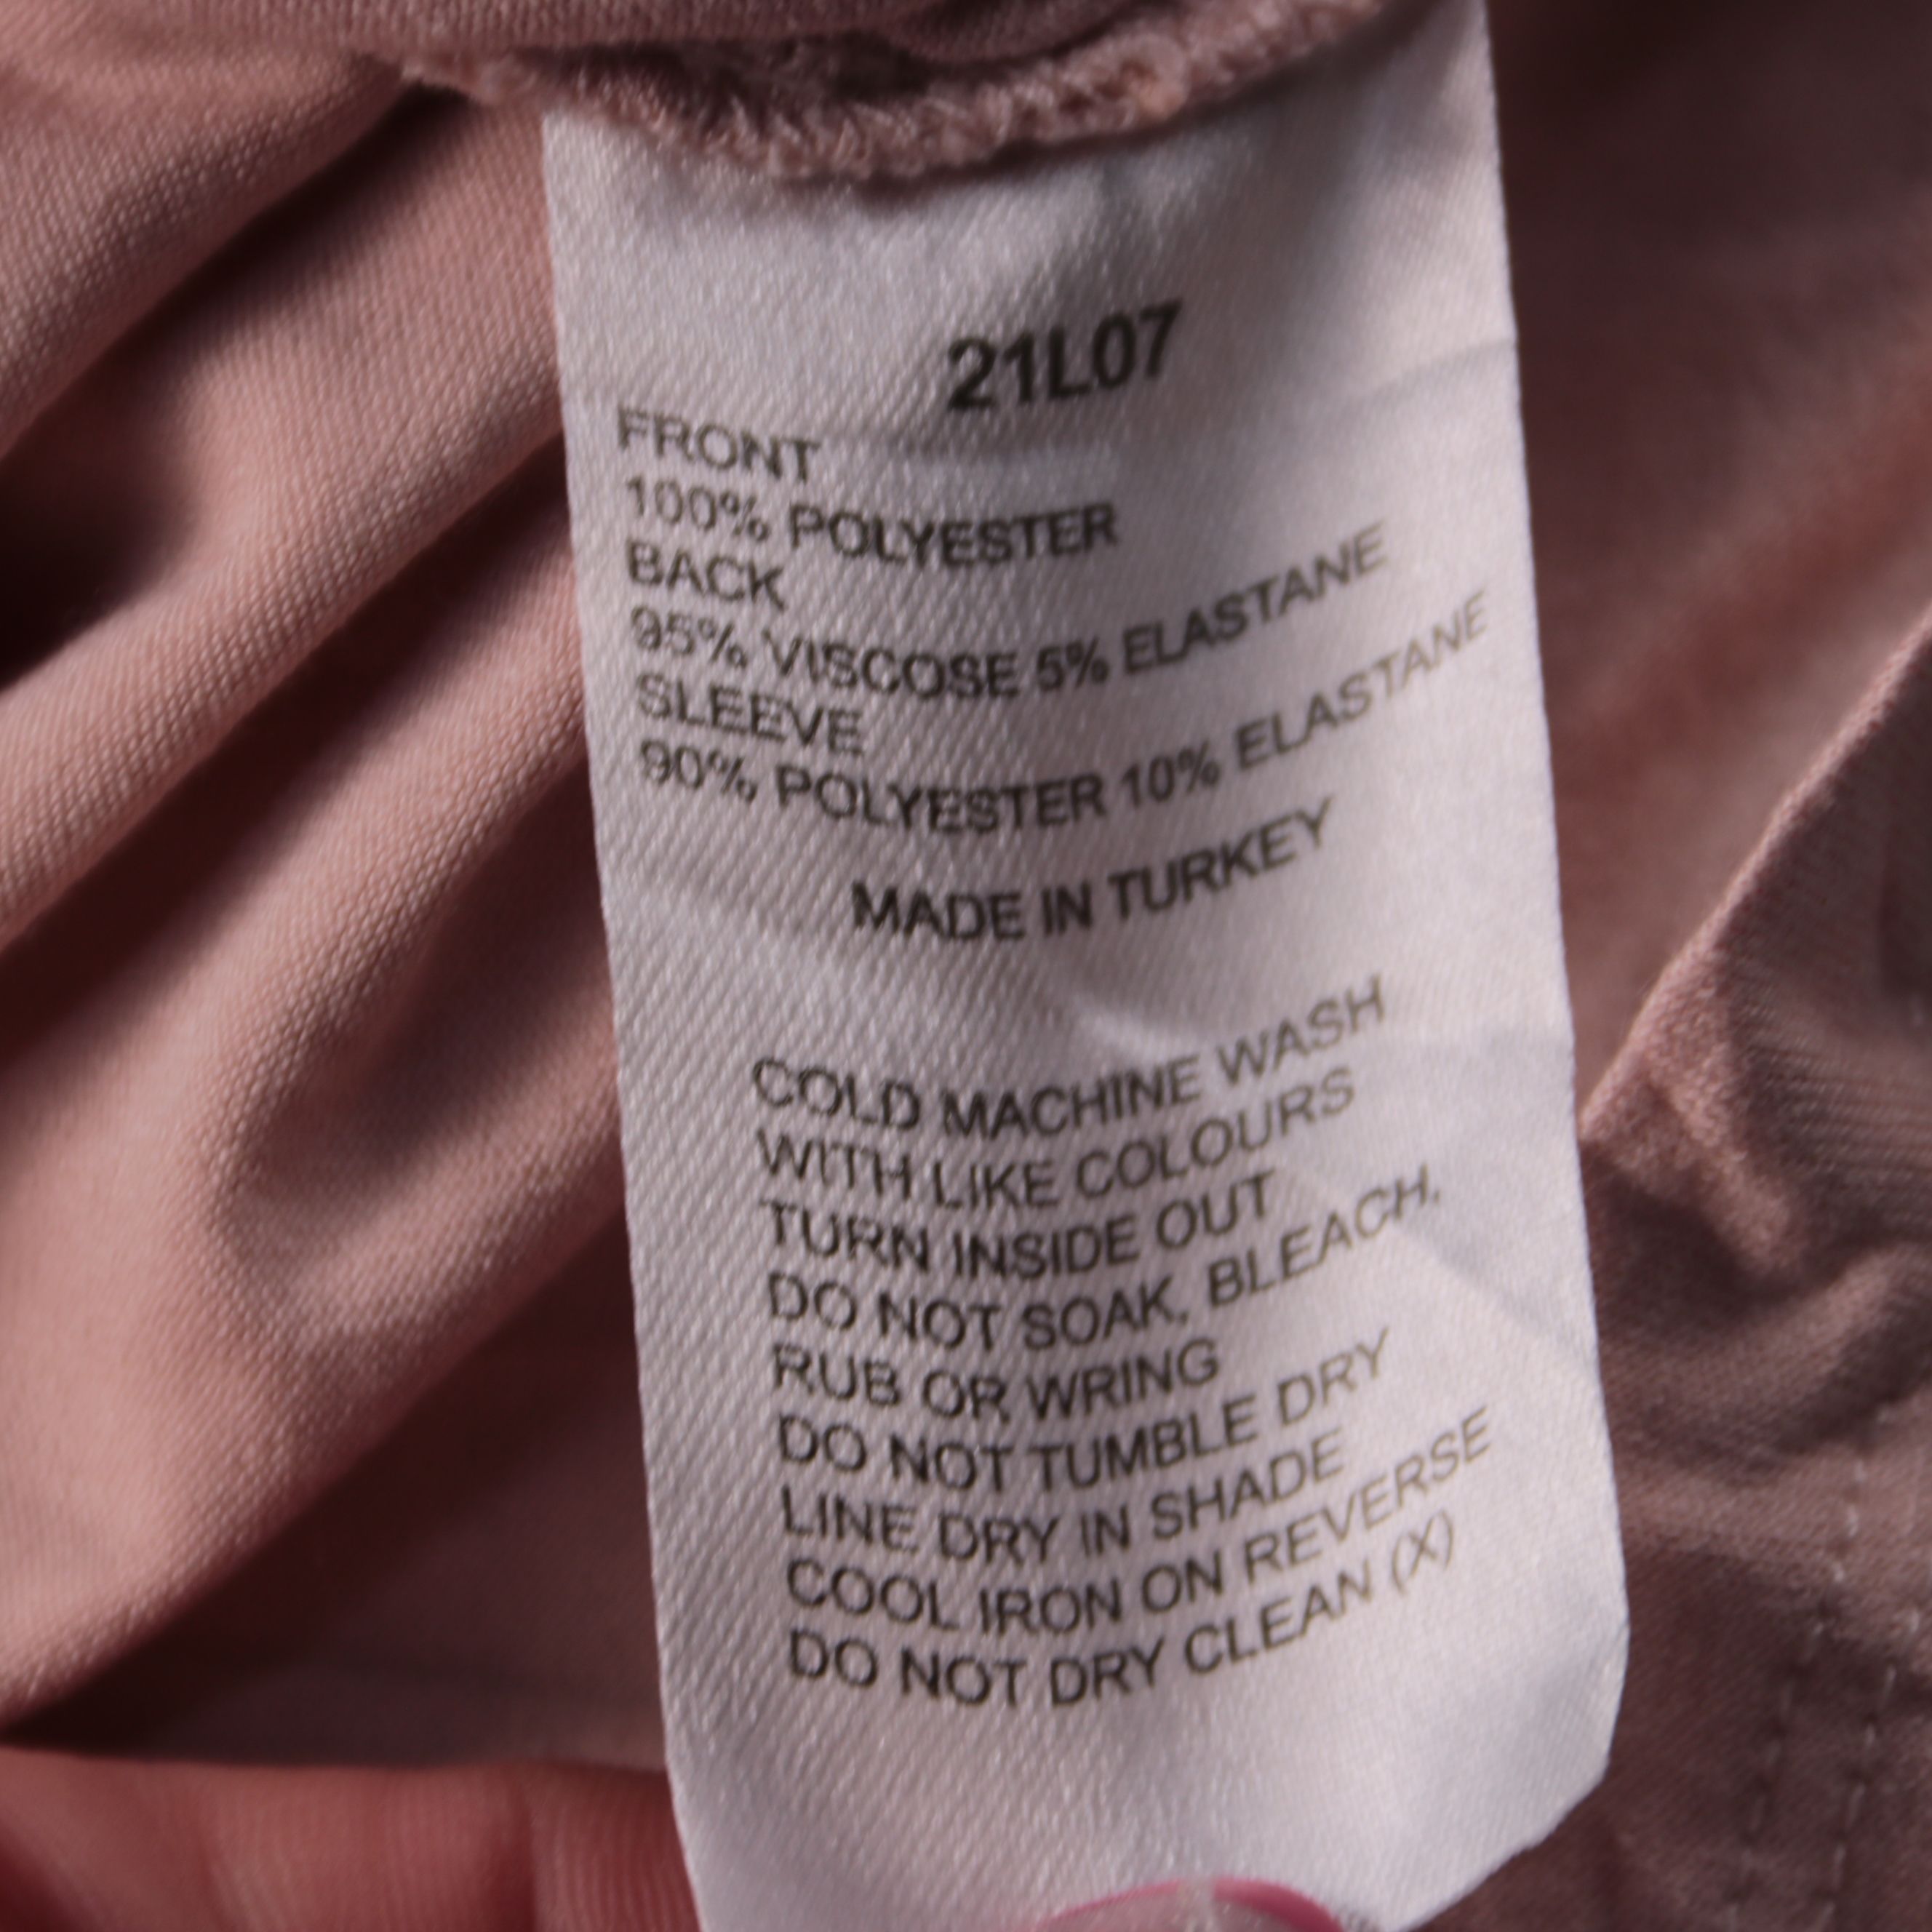 21L07
FRONT
100% POLYESTER
BACK
95% VISCOSE 5% ELASTANE
SLEEVE
90% POLYESTER 10% ELASTANE
MADE IN TURKEY
COLD MACHINE WASH
WITH LIKE COLOURS
TURN INSIDE OUT
DO NOT SOAK, BLEACH,
RUB OR WRING
DO NOT TUMBLE DRY
LINE DRY IN SHADE
COOL IRON ON REVERSE
DO NOT DRY CLEAN (X)